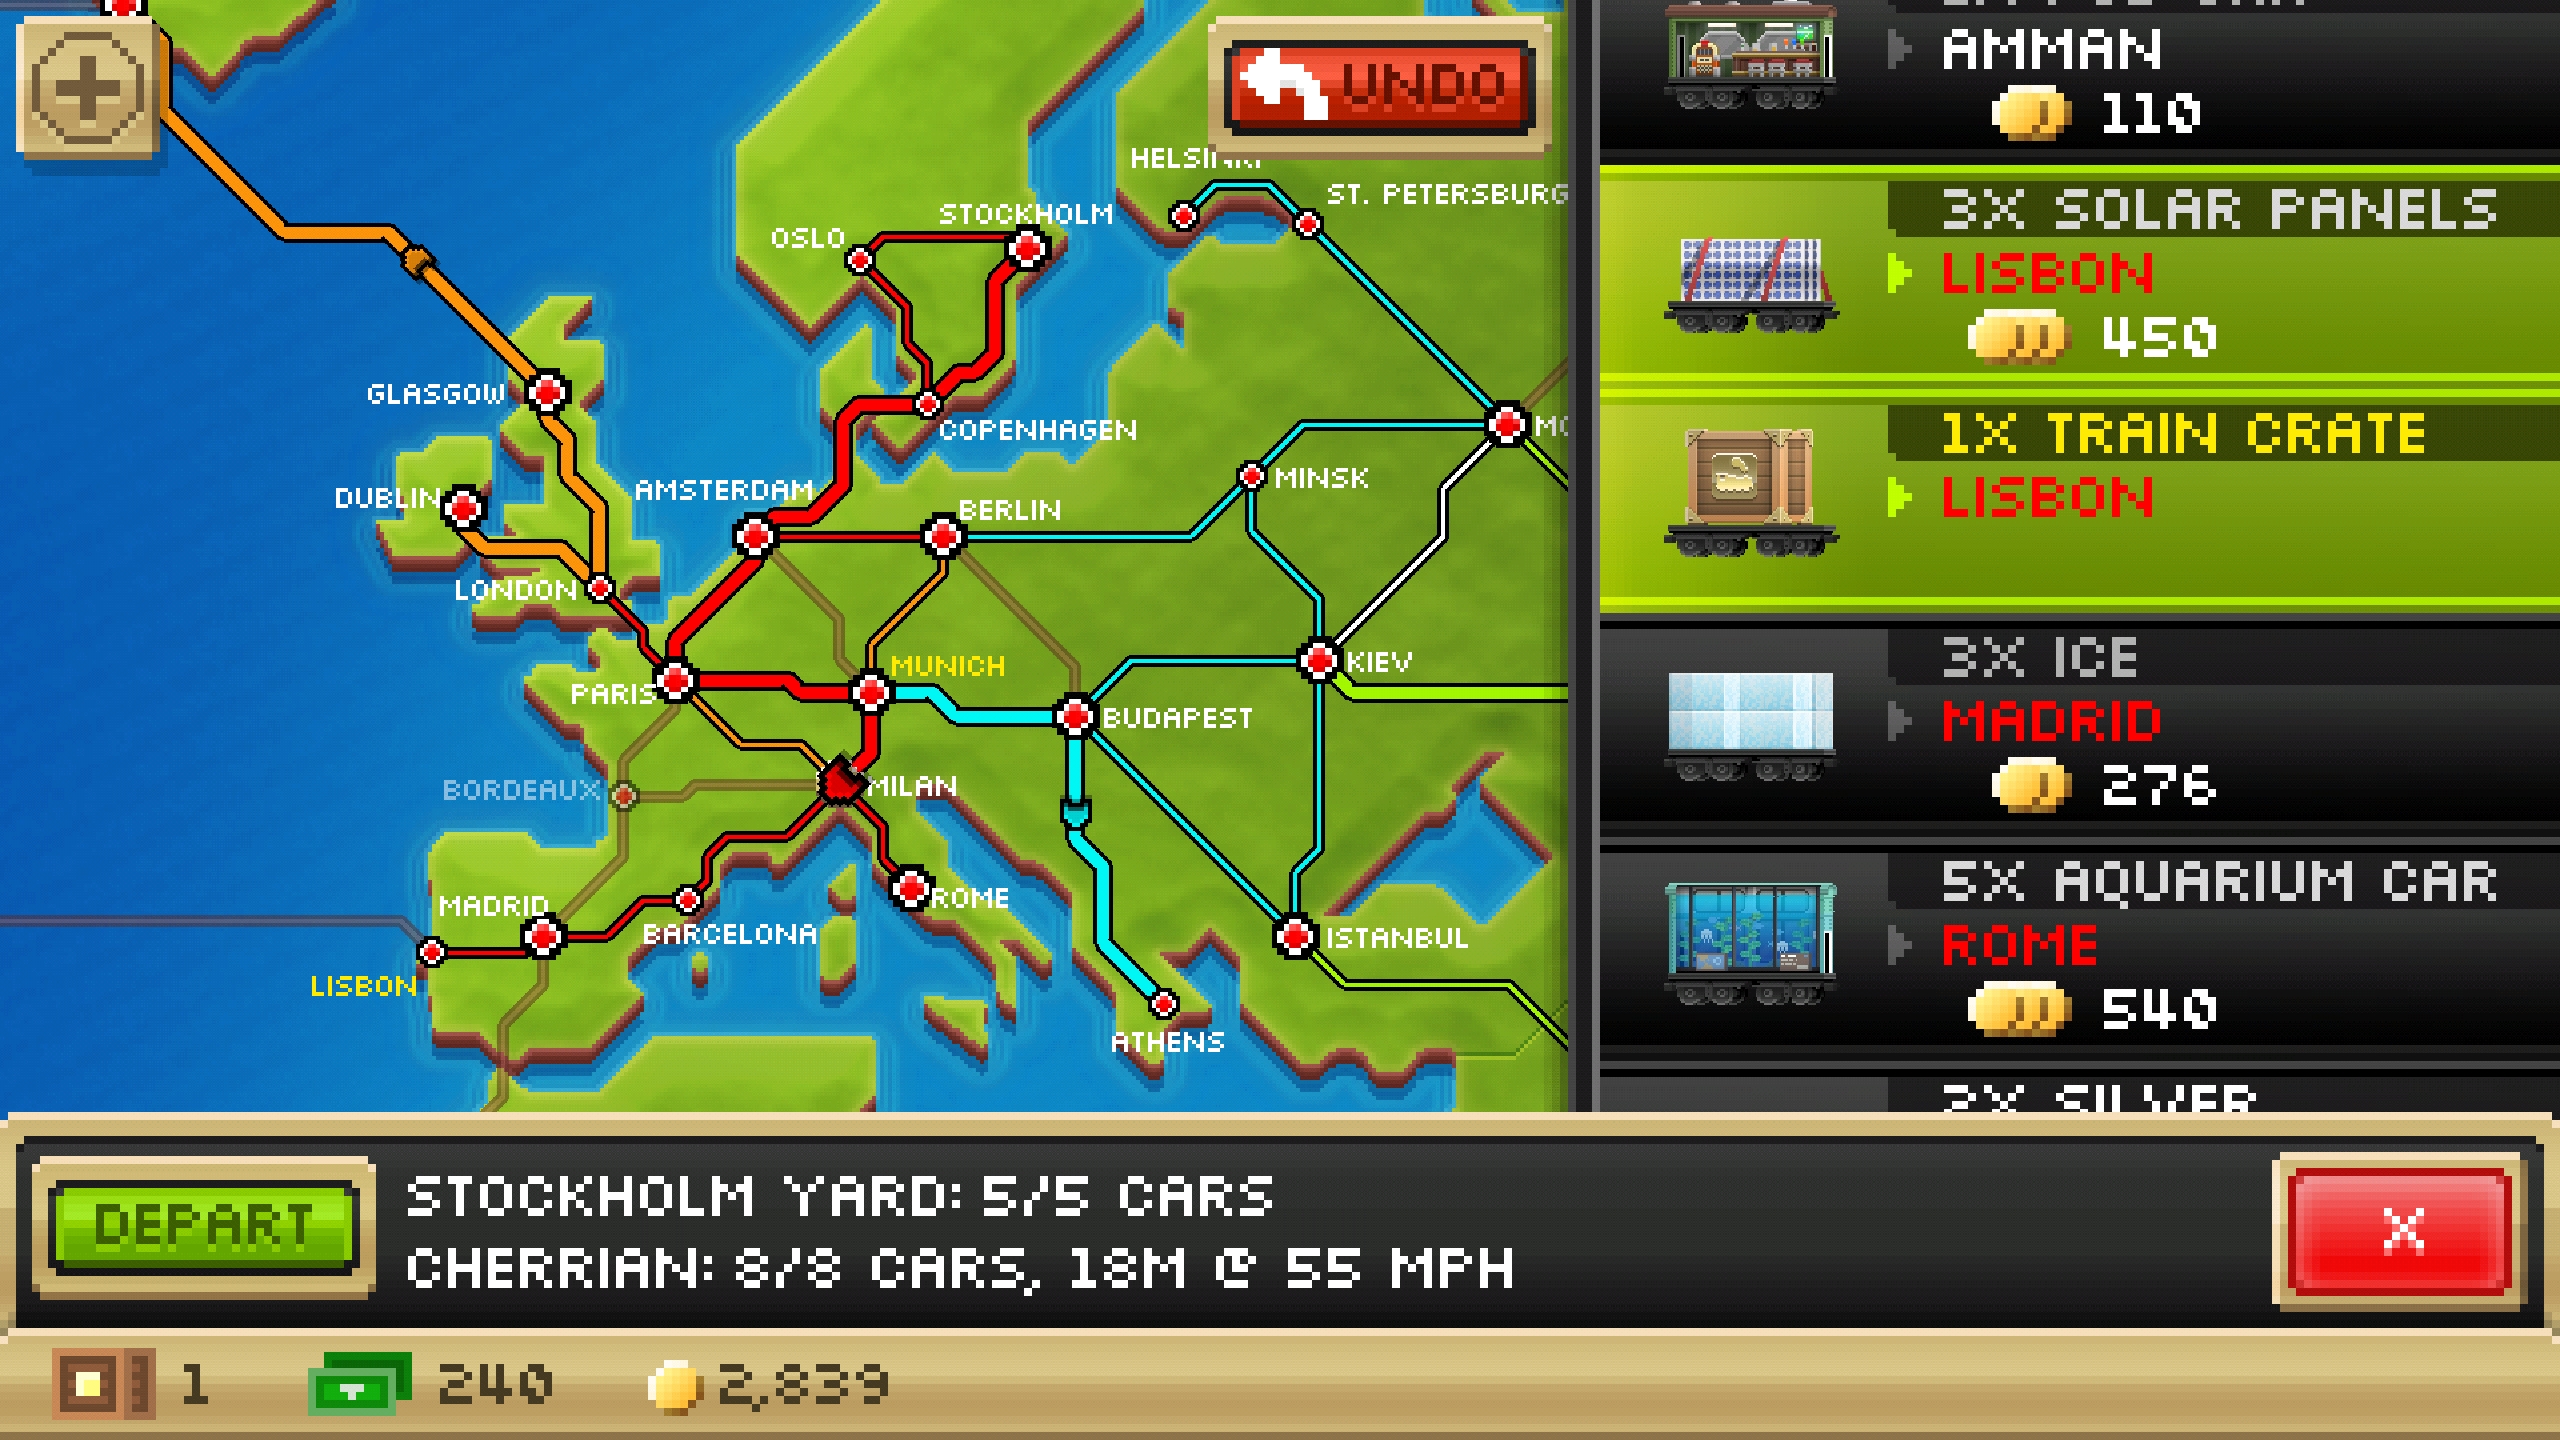 UNDO
HELSINKI
ST. PETERSBURG
STOCKHOLM
OSLO
GLASGOW
COPENHAGEN
MINSK
DUBLIN
AMSTERDAM
BERLIN
LONDON
MUNICH
KIEV
PARIS
BUDAPEST
BORDEAUX
MILAN
MADRID
ROME
BARCELONA
ISTANBUL
LISBON
ATHENS
AMMAN
110
3X SOLAR PANELS
LISBON
450
1X TRAIN CRATE
LISBON
3X ICE
MADRID
276
5X AQUARIUM CAR
ROME
540
2X SILVER
DEPART
STOCKHOLM YARD: 5/5 CARS
CHERRIAN: 8/8 CARS, 18M @ 55 MPH
X
1
240
2,839